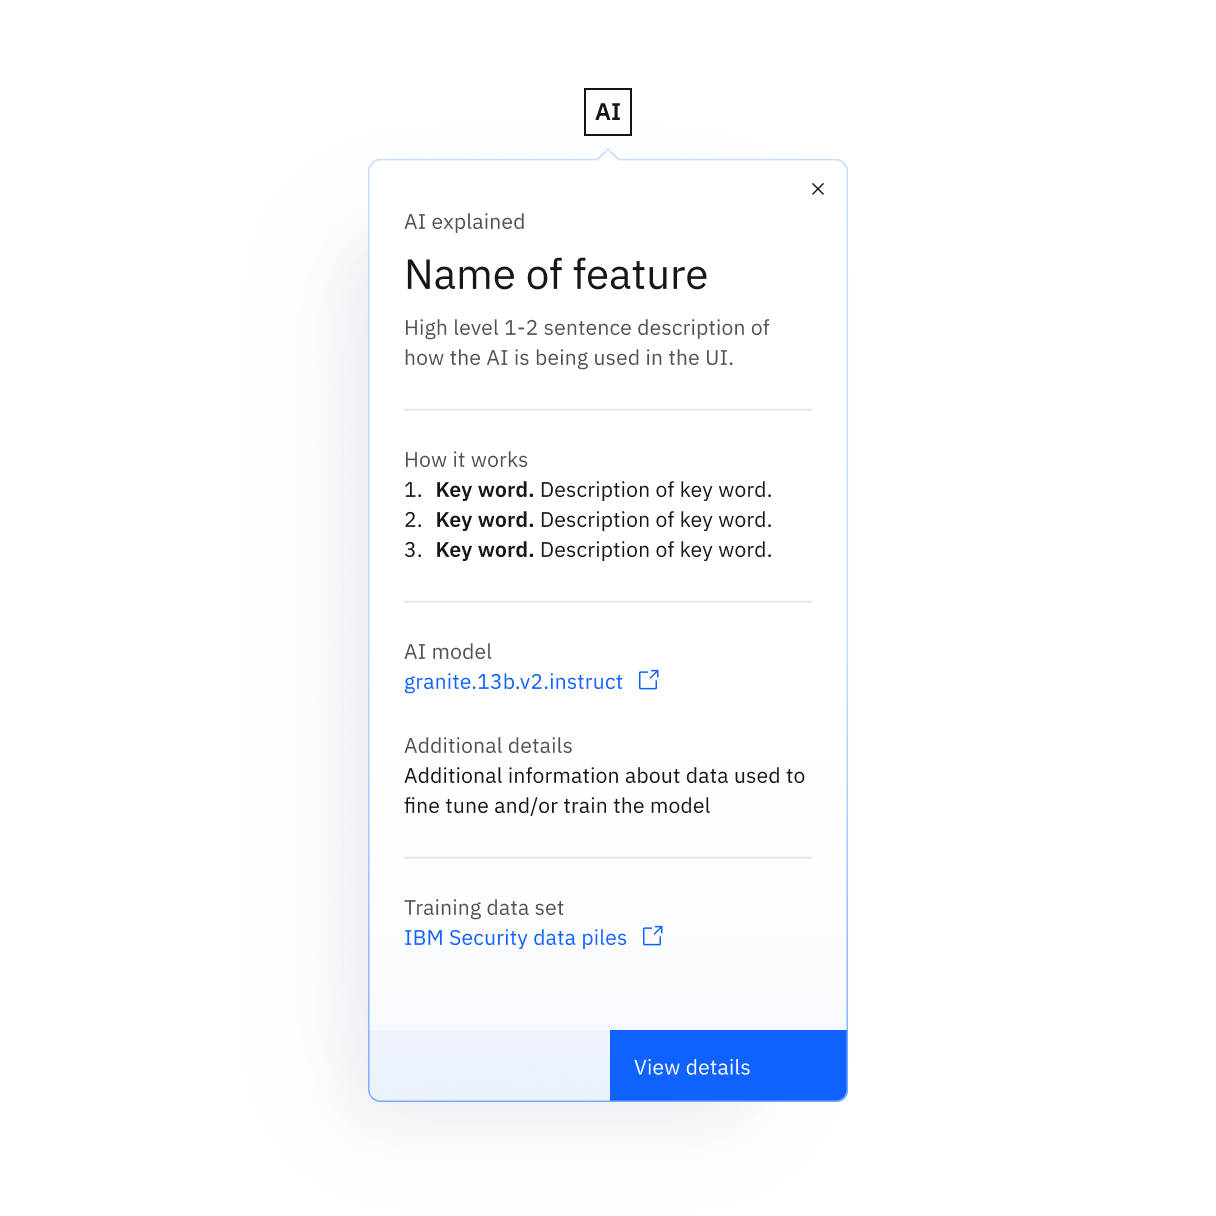 AI
AI explained
Name of feature
High level 1-2 sentence description of
how the AI is being used in the UI.
How it works
1. Key word. Description of key word.
2. Key word. Description of key word.
3. Key word. Description of key word.
AI model
granite.13b.v2.instruct
Additional details
Additional information about data used to
fine tune and/or train the model
Training data set
IBM Security data piles
View details